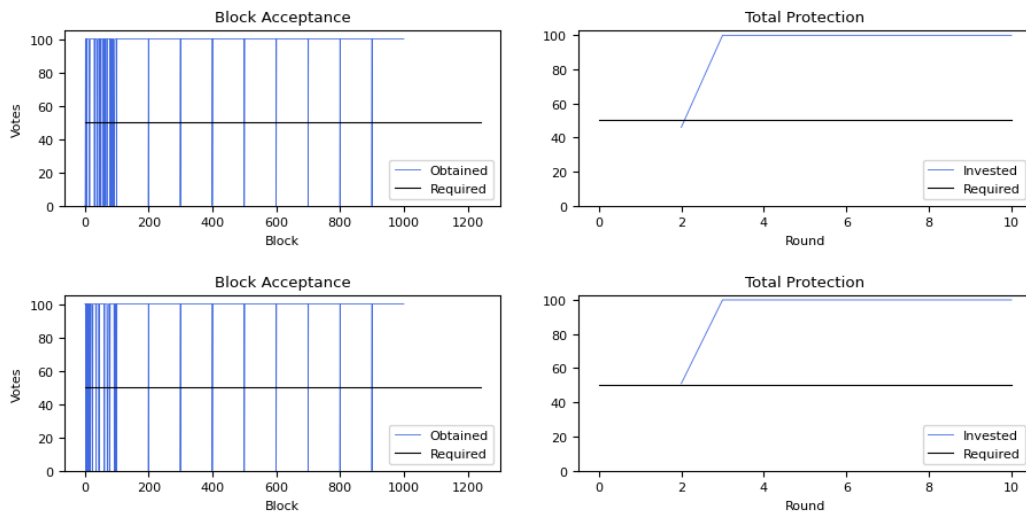 Block Acceptance
100
80
60
40
20
0
Votes
0 200 400 600 800 1000 1200
Block
Obtained
Required
Total Protection
100
80
60
40
20
0
0 2 4 6 8 10
Round
Invested
Required
Block Acceptance
100
80
60
40
20
0
Votes
0 200 400 600 800 1000 1200
Block
Obtained
Required
Total Protection
100
80
60
40
20
0
0 2 4 6 8 10
Round
Invested
Required